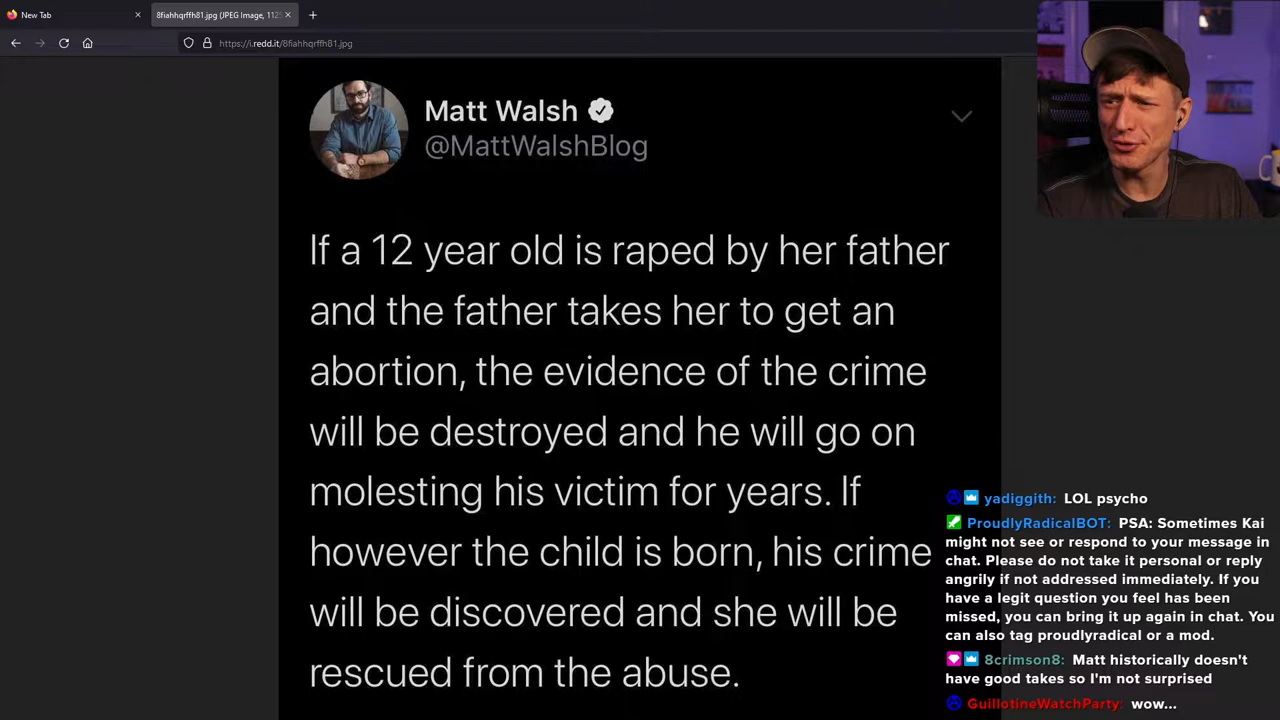 New Tab
8fiahhqrffh81.jpg (JPEG Image, 1125
https://i.redd.it/8fiahhqrffh81.jpg
Matt Walsh
@MattWalshBlog
If a 12 year old is raped by her father
and the father takes her to get an
abortion, the evidence of the crime
will be destroyed and he will go on
molesting his victim for years. If
however the child is born, his crime
will be discovered and she will be
rescued from the abuse.
yadiggith: LOL psycho
ProudlyRadicalBOT: PSA: Sometimes Kai
might not see or respond to your message in
chat. Please do not take it personal or reply
angrily if not addressed immediately. If you
have a legit question you feel has been
missed, you can bring it up again in chat. You
can also tag proudlyradical or a mod.
8crimson8: Matt historically doesn't
have good takes so I'm not surprised
GuillotineWatchParty: wow...